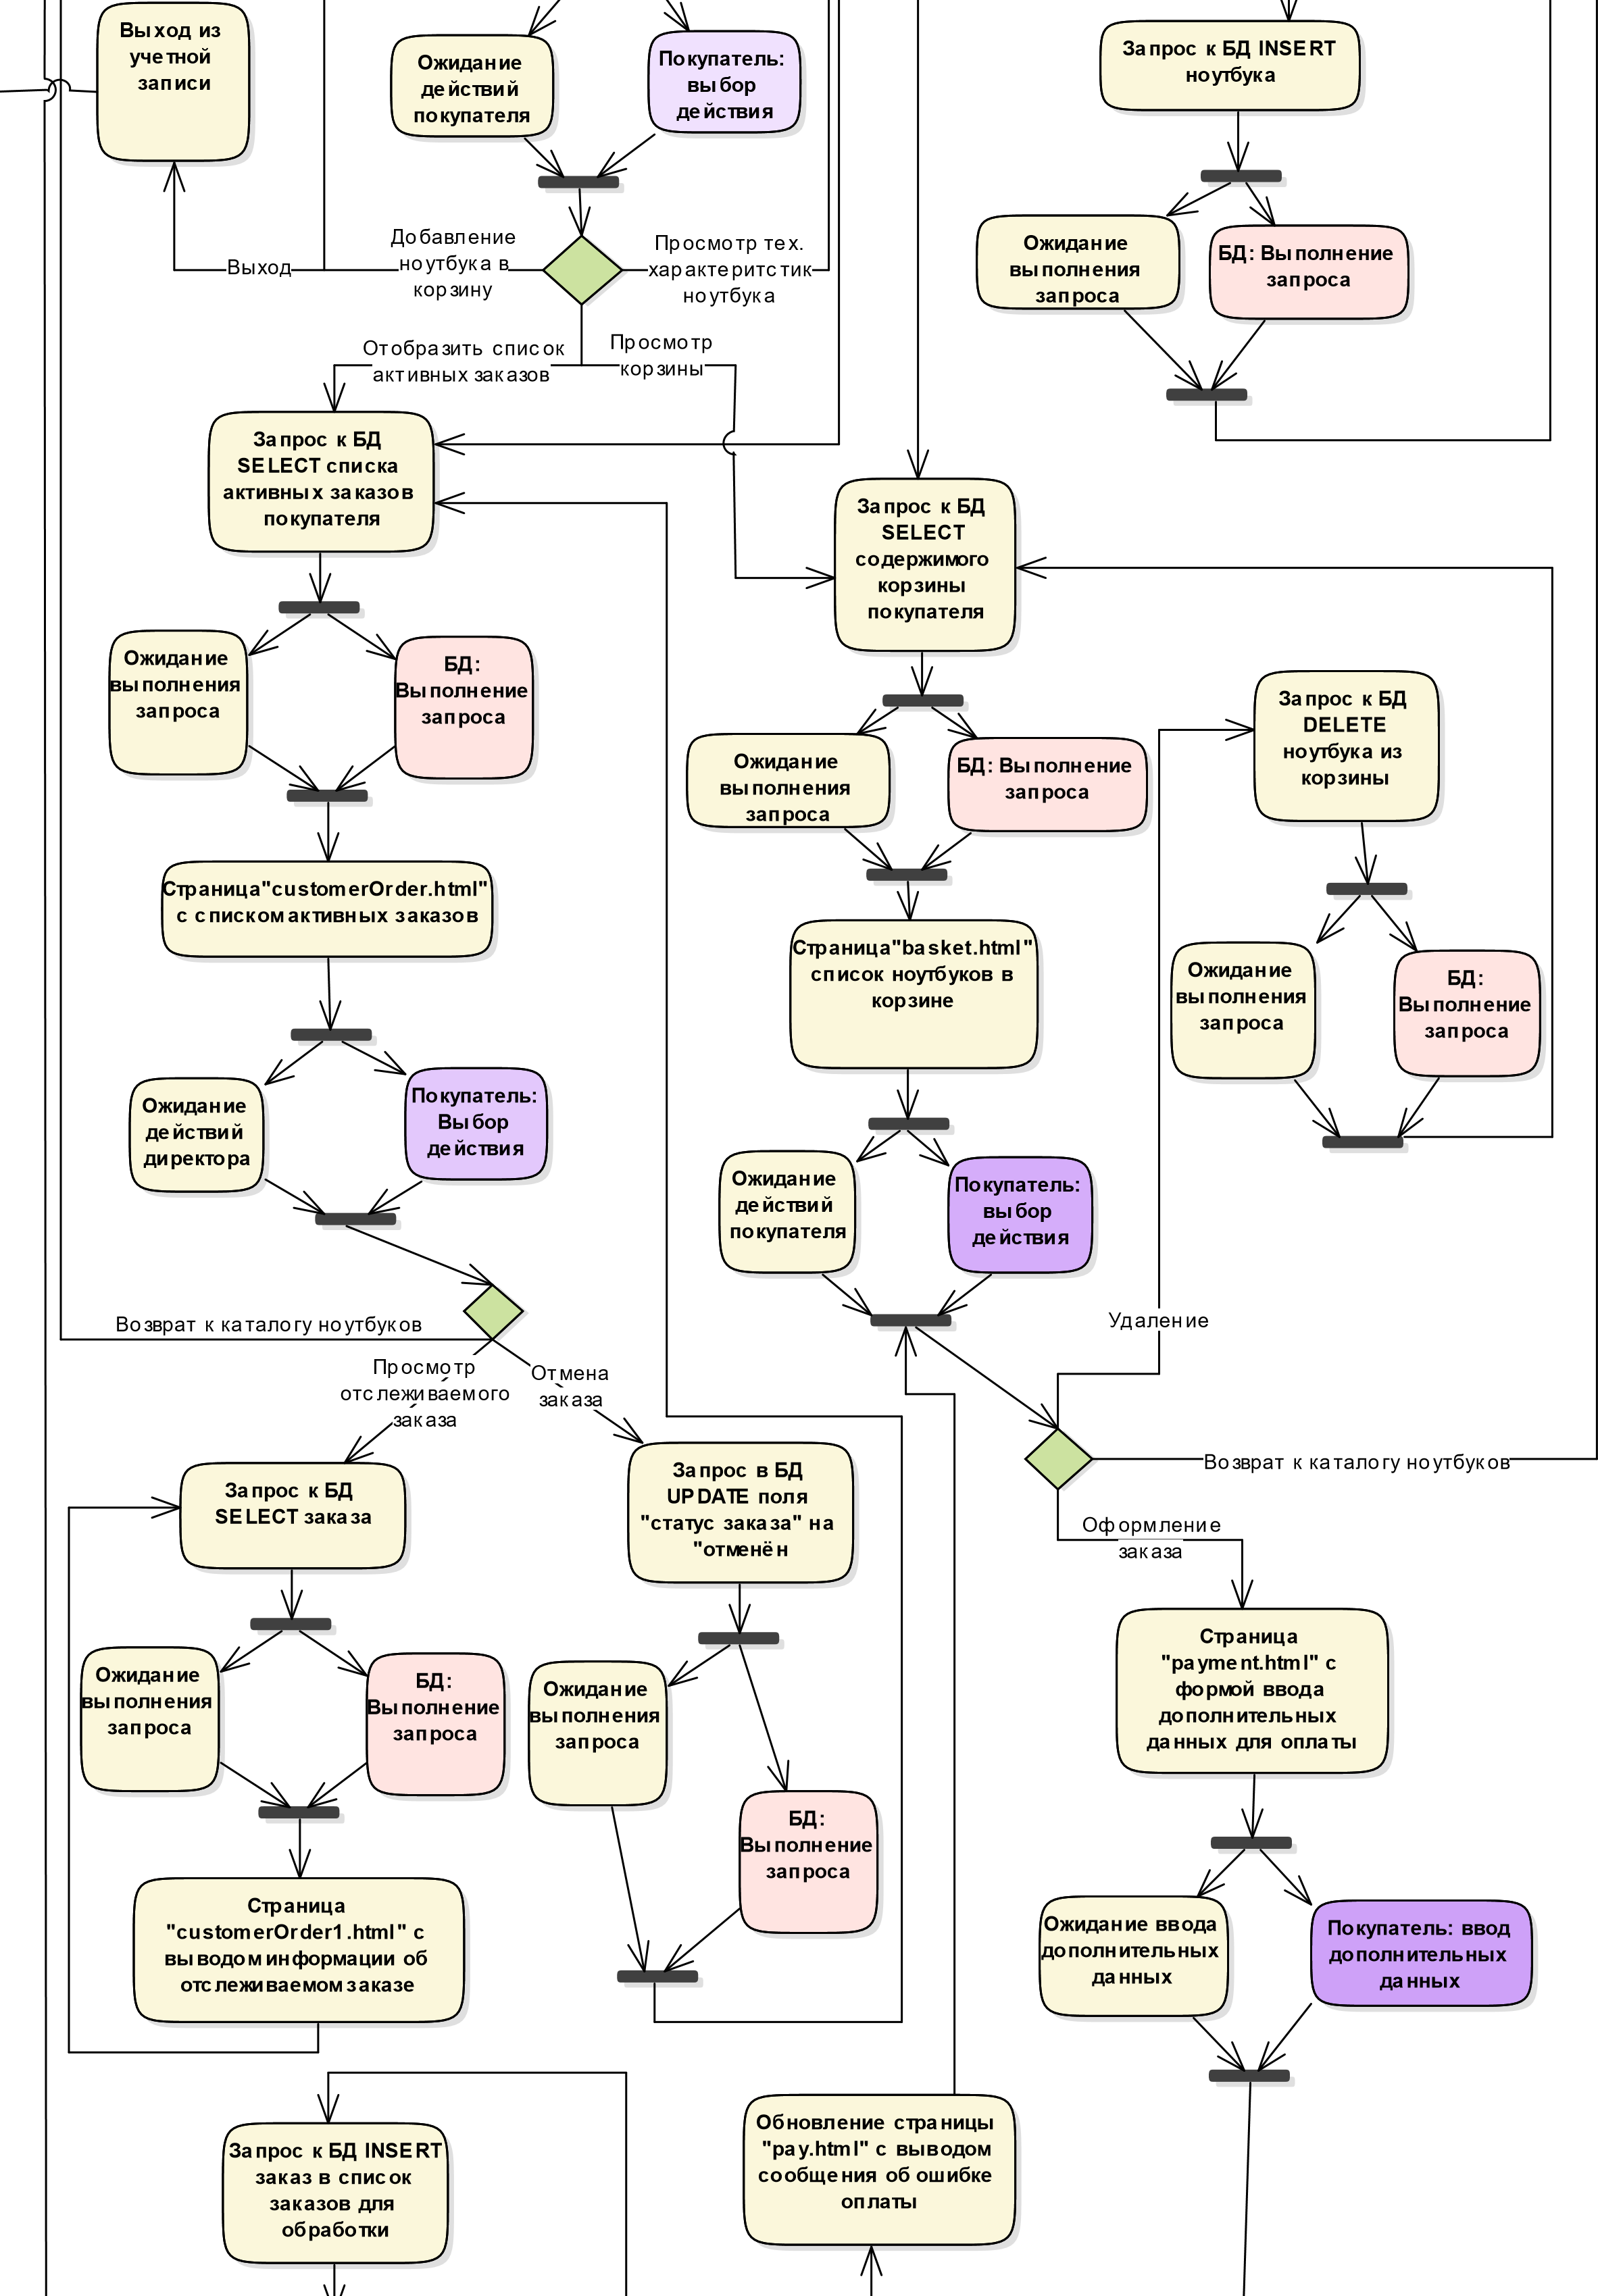 Выход из
учетной
записи
Ожидание
действий
покупателя
Покупатель:
выбор
действия
Запрос к БД INSERT
ноутбука
Ожидание
выполнения
запроса
БД: Выполнение
запроса
Выход
Добавление
ноутбука в
корзину
Просмотр тех.
характеритстик
ноутбука
Отобразить список
активных заказов
Просмотр
корзины
Запрос к БД
SELECT списка
активных заказов
покупателя
Запрос к БД
SELECT
содержимого
корзины
покупателя
Ожидание
выполнения
запроса
БД:
Выполнение
запроса
Ожидание
выполнения
запроса
БД: Выполнение
запроса
Запрос к БД
DELETE
ноутбука из
корзины
Страница"customerOrder.html"
с списком активных заказов
Страница"basket.html"
список ноутбуков в
корзине
Ожидание
выполнения
запроса
БД:
Выполнение
запроса
Ожидание
действий
директора
Покупатель:
Выбор
действия
Ожидание
действий
покупателя
Покупатель:
выбор
действия
Возврат к каталогу ноутбуков
Просмотр
отслеживаемого
заказа
Отмена
заказа
Удаление
Возврат к каталогу ноутбуков
Оформление
заказа
Запрос к БД
SELECT заказа
Запрос в БД
UPDATE поля
"статус заказа" на
"отменён
Ожидание
выполнения
запроса
БД:
Выполнение
запроса
Ожидание
выполнения
запроса
БД:
Выполнение
запроса
Страница
"payment.html" с
формой ввода
дополнительных
данных для оплаты
Страница
"customerOrder1.html" с
выводом информации об
отслеживаемом заказе
Ожидание ввода
дополнительных
данных
Покупатель: ввод
дополнительных
данных
Запрос к БД INSERT
заказ в список
заказов для
обработки
Обновление страницы
"pay.html" с выводом
сообщения об ошибке
оплаты